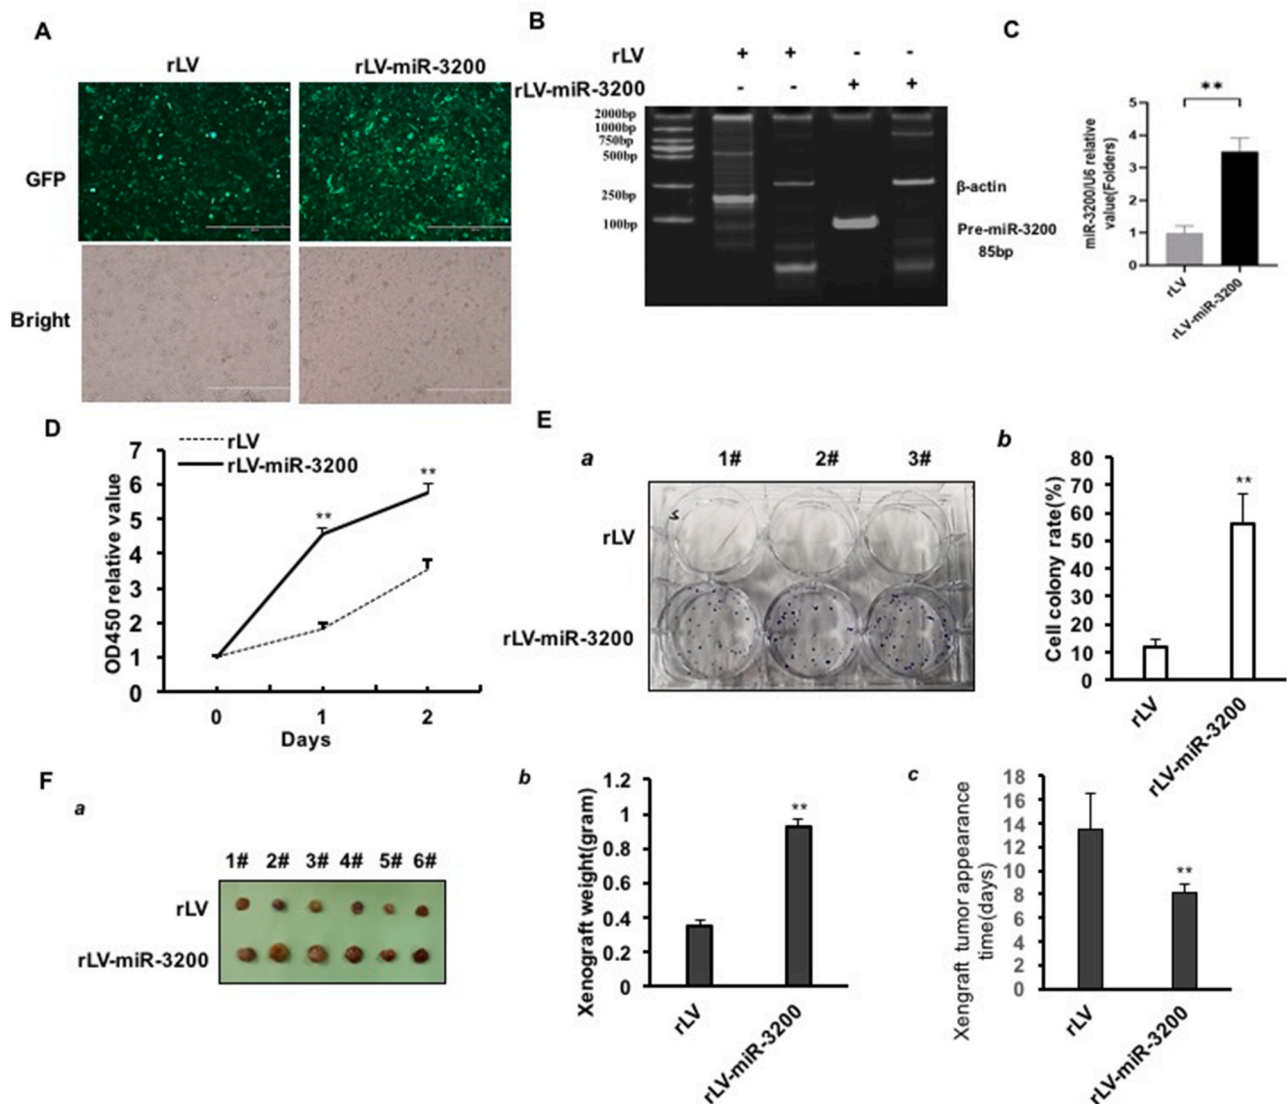 A
rLV
rLV-miR-3200
GFP
Bright
B
rLV + + - -
rLV-miR-3200 - - + +
2000bp
1000bp
750bp
500bp
250bp
100bp
β-actin
Pre-miR-3200
85bp
C
miR-3200/U6 relative
value(Folders)
5
4
3
2
1
0
**
rLV
rLV-miR-3200
D
rLV
rLV-miR-3200
OD450 relative value
7
6
5
4
3
2
1
0
**
**
0 1 2
Days
E
a
1# 2# 3#
rLV
rLV-miR-3200
b
Cell colony rate(%)
80
70
60
50
40
30
20
10
0
**
rLV
rLV-miR-3200
F
a
1# 2# 3# 4# 5# 6#
rLV
rLV-miR-3200
b
Xenograft weight(gram)
1.2
1
0.8
0.6
0.4
0.2
0
**
rLV
rLV-miR-3200
c
Xengraft tumor appearance
time(days)
18
16
14
12
10
8
6
4
2
0
**
rLV
rLV-miR-3200